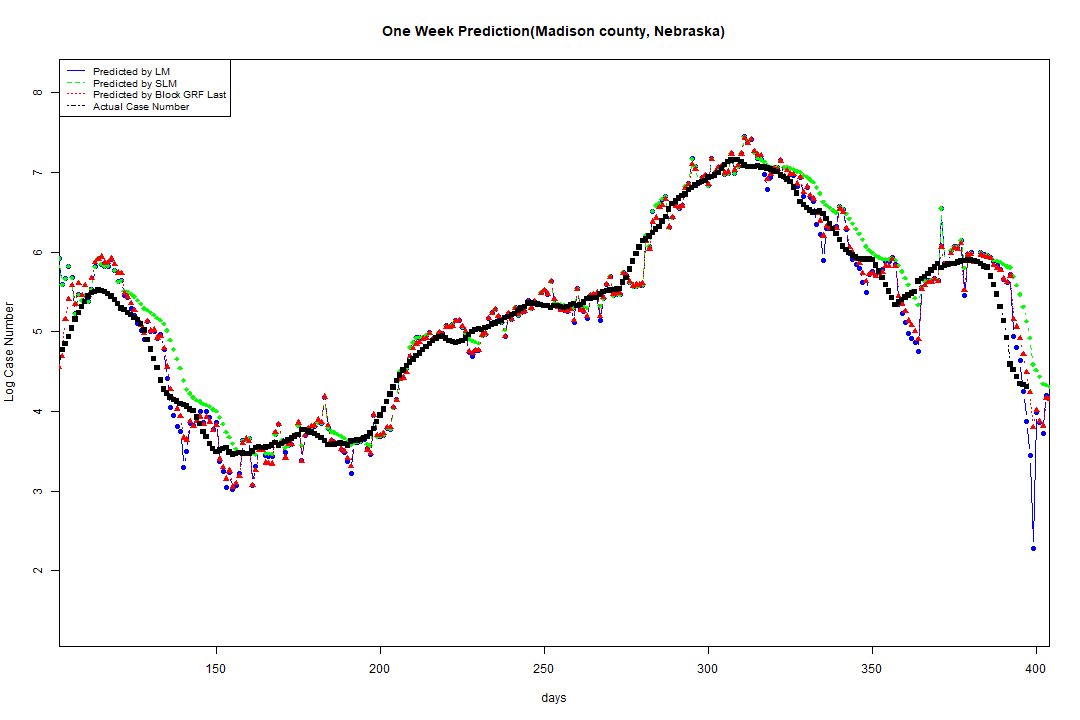 One Week Prediction(Madison county, Nebraska)
Predicted by LM
Predicted by SLM
Predicted by Block GRF Last
Actual Case Number
8
7
6
5
4
3
2
Log Case Number
150 200 250 300 350 400
days